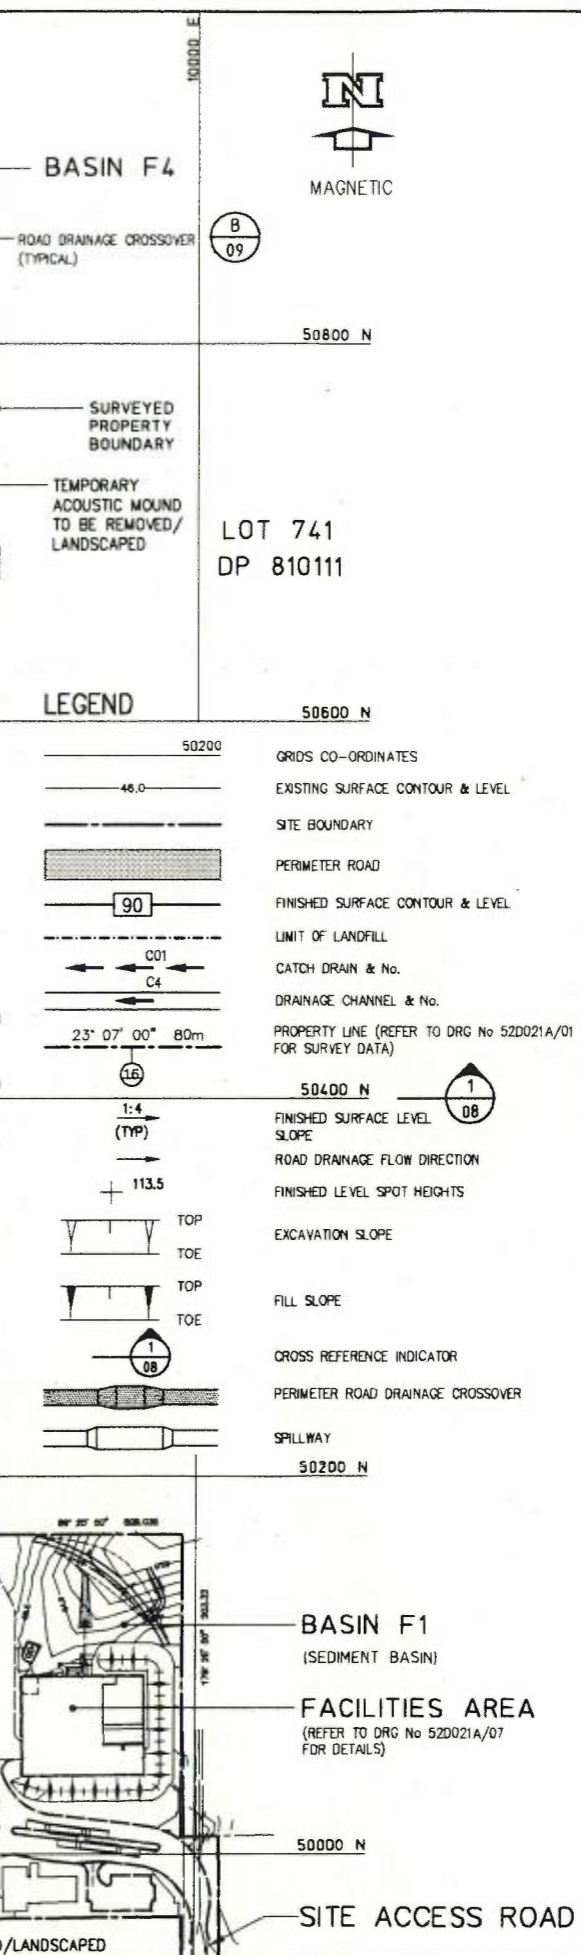 10000 E
N
MAGNETIC
BASIN F4
ROAD DRAINAGE CROSSOVER
(TYPICAL)
B
09
50800 N
SURVEYED
PROPERTY
BOUNDARY
TEMPORARY
ACOUSTIC MOUND
TO BE REMOVED/
LANDSCAPED
LOT 741
DP 810111
LEGEND
50600 N
50200
GRIDS CO-ORDINATES
46.0
EXISTING SURFACE CONTOUR & LEVEL
SITE BOUNDARY
PERIMETER ROAD
90
FINISHED SURFACE CONTOUR & LEVEL
LIMIT OF LANDFILL
C01
CATCH DRAIN & No.
C4
DRAINAGE CHANNEL & No.
23° 07' 00" 80m
PROPERTY LINE (REFER TO DRG No 520021A/01
FOR SURVEY DATA)
16
50400 N
1
08
1:4
(TYP)
FINISHED SURFACE LEVEL
SLOPE
ROAD DRAINAGE FLOW DIRECTION
113.5
FINISHED LEVEL SPOT HEIGHTS
TOP
TOE
EXCAVATION SLOPE
TOP
TOE
FILL SLOPE
1
08
CROSS REFERENCE INDICATOR
PERIMETER ROAD DRAINAGE CROSSOVER
SPILLWAY
50200 N
BASIN F1
(SEDIMENT BASIN)
FACILITIES AREA
(REFER TO DRG No 520021A/07
FOR DETAILS)
50000 N
SITE ACCESS ROAD
/LANDSCAPED